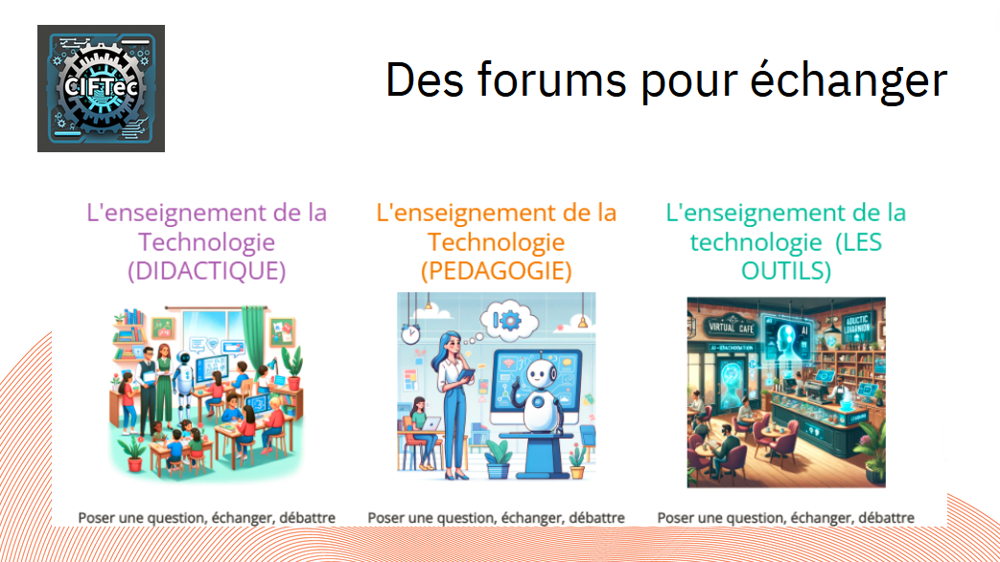 CIFTec
Des forums pour échanger
L'enseignement de la
Technologie
(DIDACTIQUE)
L'enseignement de la
Technologie
(PEDAGOGIE)
L'enseignement de la
technologie (LES
OUTILS)
VIRTUAL CAFE
AI
Poser une question, échanger, débattre
Poser une question, échanger, débattre
Poser une question, échanger, débattre